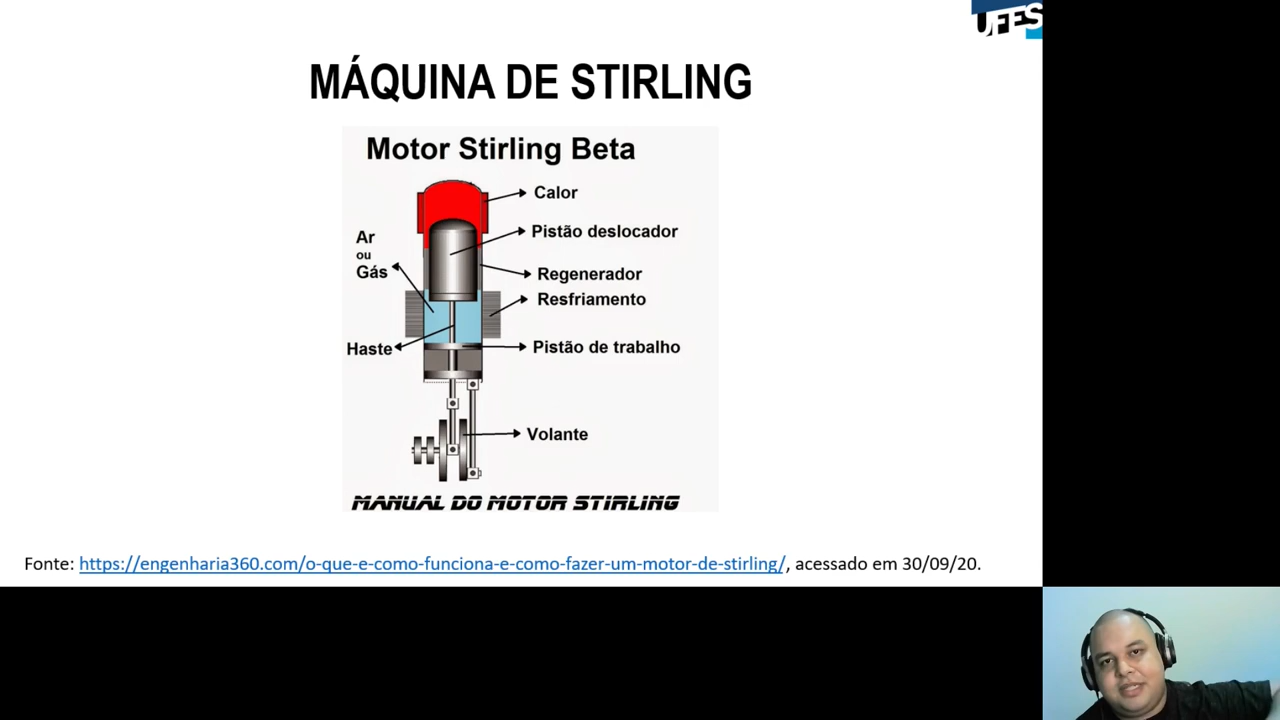 UFES
MÁQUINA DE STIRLING
Motor Stirling Beta
Calor
Pistão deslocador
Ar
ou
Gás
Regenerador
Resfriamento
Haste
Pistão de trabalho
Volante
MANUAL DO MOTOR STIRLING
Fonte: https://engenharia360.com/o-que-e-como-funciona-e-como-fazer-um-motor-de-stirling/, acessado em 30/09/20.